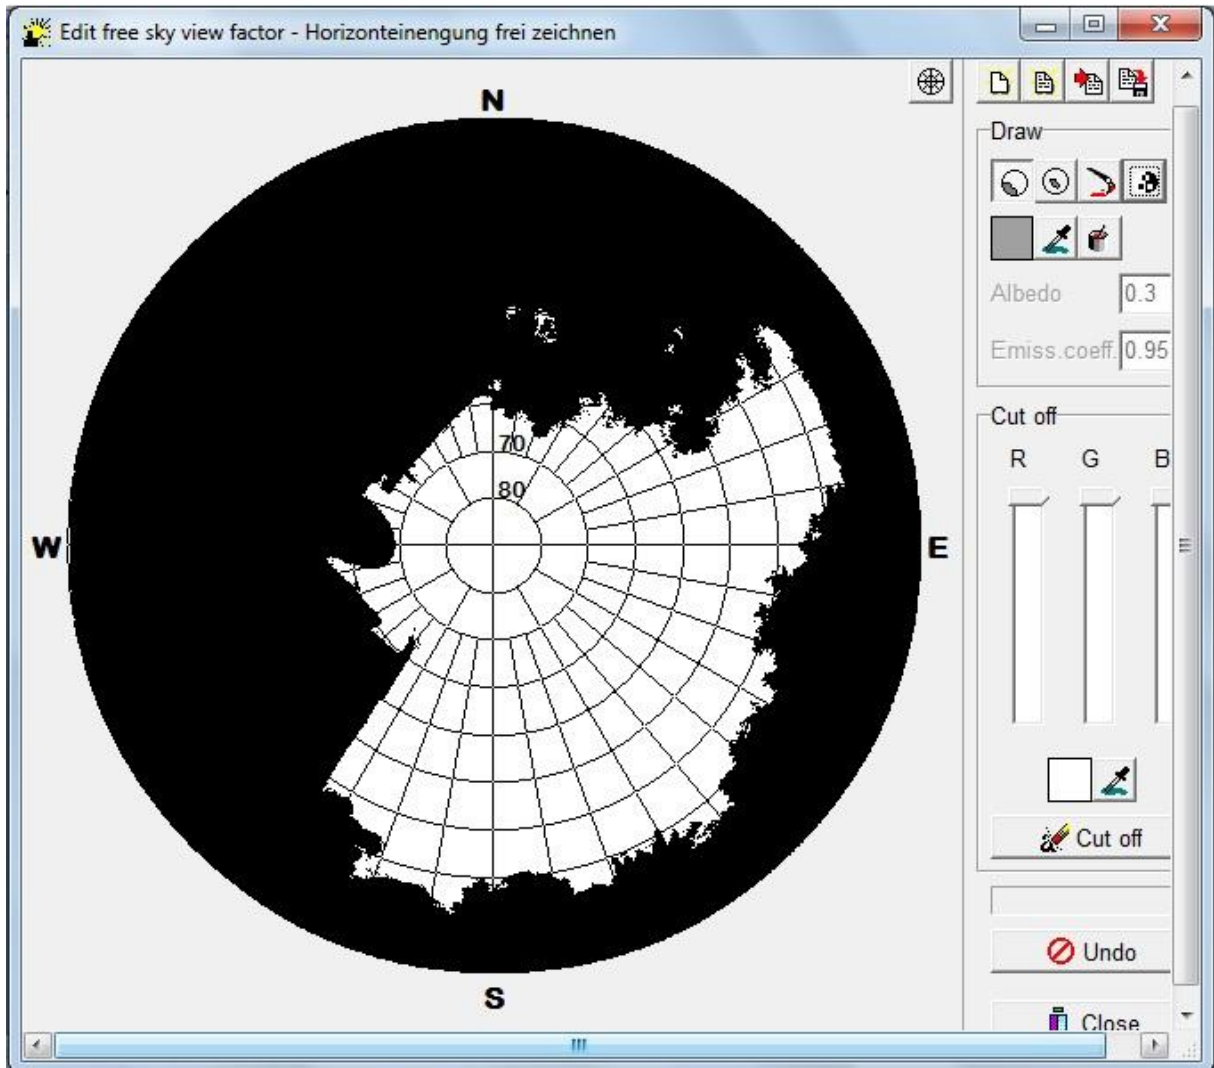 Edit free sky view factor - Horizonteinengung frei zeichnen
N
Draw
Albedo 0.3
Emiss.coeff. 0.95
Cut off
R G B
70
80
W
E
Cut off
Undo
S
Close